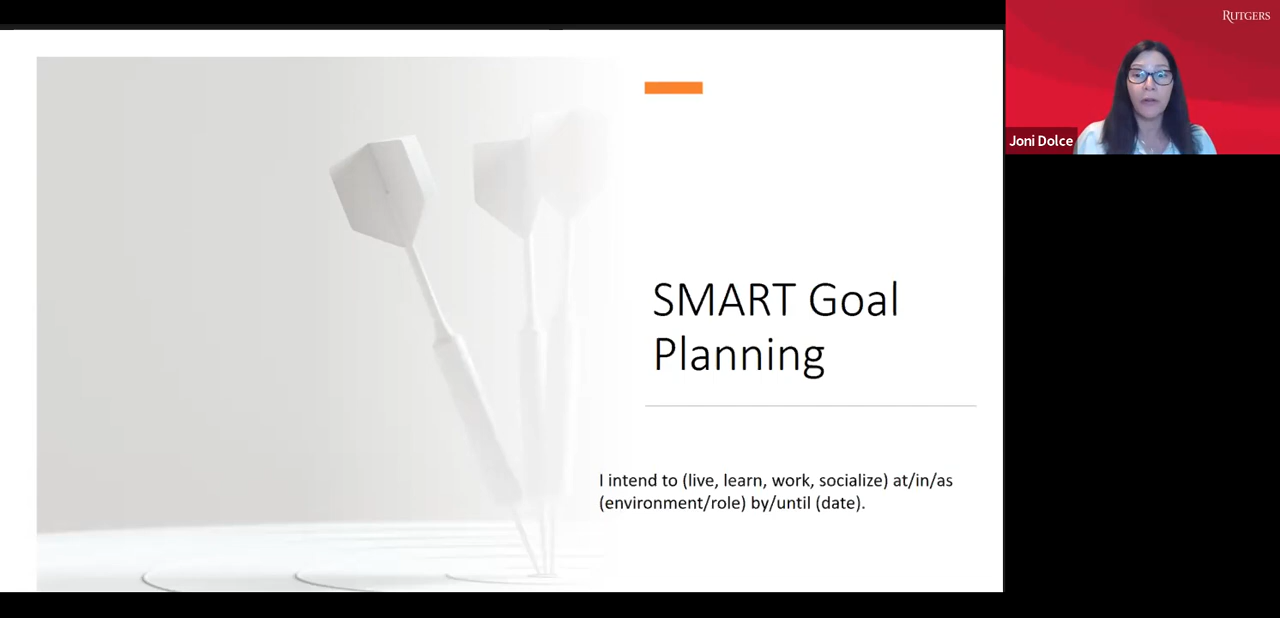 RUTGERS
Joni Dolce
SMART Goal
Planning
I intend to (live, learn, work, socialize) at/in/as
(environment/role) by/until (date).